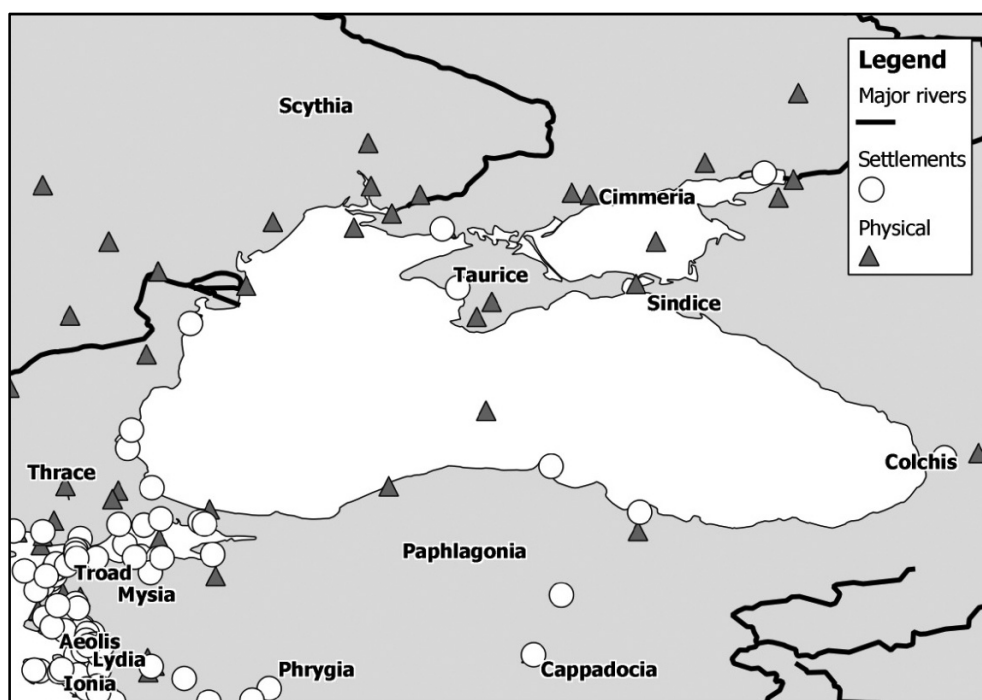 Legend
Major rivers
Settlements
Physical
Scythia
Cimmeria
Taurice
Sindice
Thrace
Colchis
Paphlagonia
Troad
Mysia
Aeolis
Lydia
Phrygia
Cappadocia
Ionia